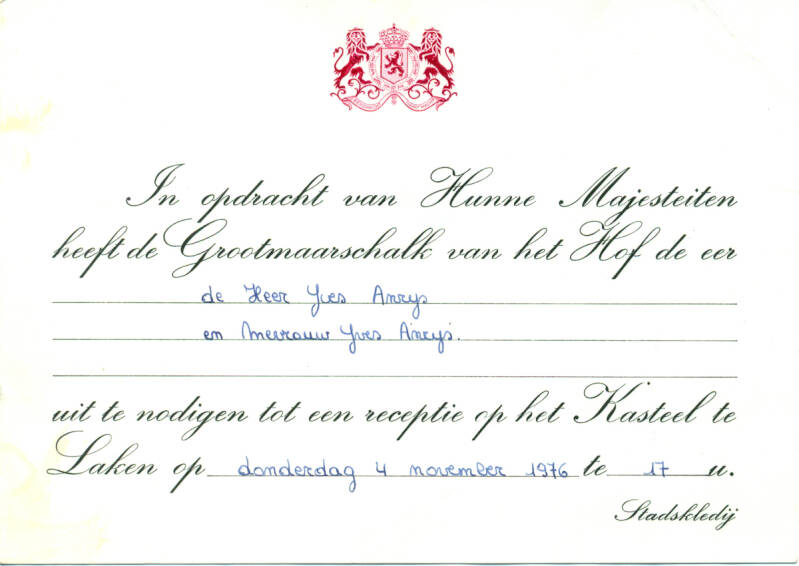 In opdracht van Hunne Majesteiten
heeft de Grootmaarschalk van het Hof de eer
de Heer Yves Anrys
en Mevrouw Yves Anrys.
uit te nodigen tot een receptie op het Kasteel te
Laken op donderdag 4 november 1976 te 17 u.
Stadskledij